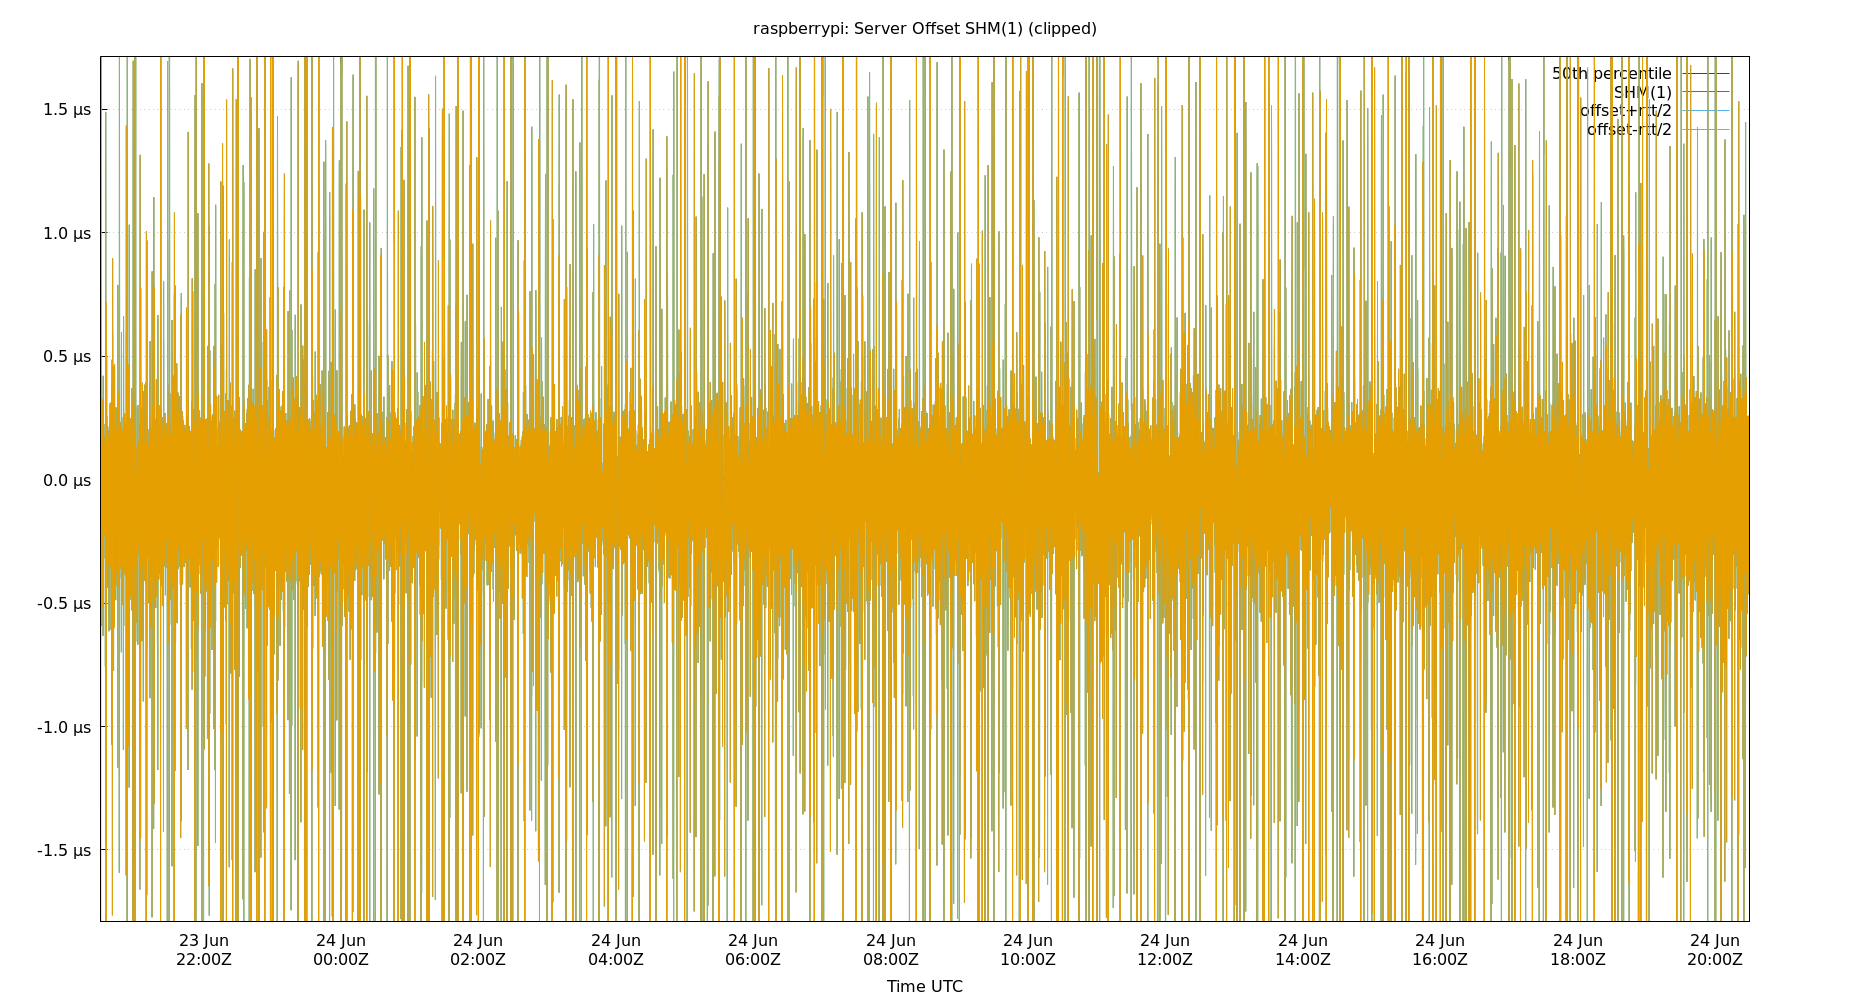 raspberrypi: Server Offset SHM(1) (clipped)
50th percentile
SHM(1)
offset+rtt/2
offset-rtt/2
1.5 µs
1.0 µs
0.5 µs
0.0 µs
-0.5 µs
-1.0 µs
-1.5 µs
23 Jun 24 Jun 24 Jun 24 Jun 24 Jun 24 Jun 24 Jun 24 Jun 24 Jun 24 Jun 24 Jun 24 Jun
22:00Z 00:00Z 02:00Z 04:00Z 06:00Z 08:00Z 10:00Z 12:00Z 14:00Z 16:00Z 18:00Z 20:00Z
Time UTC